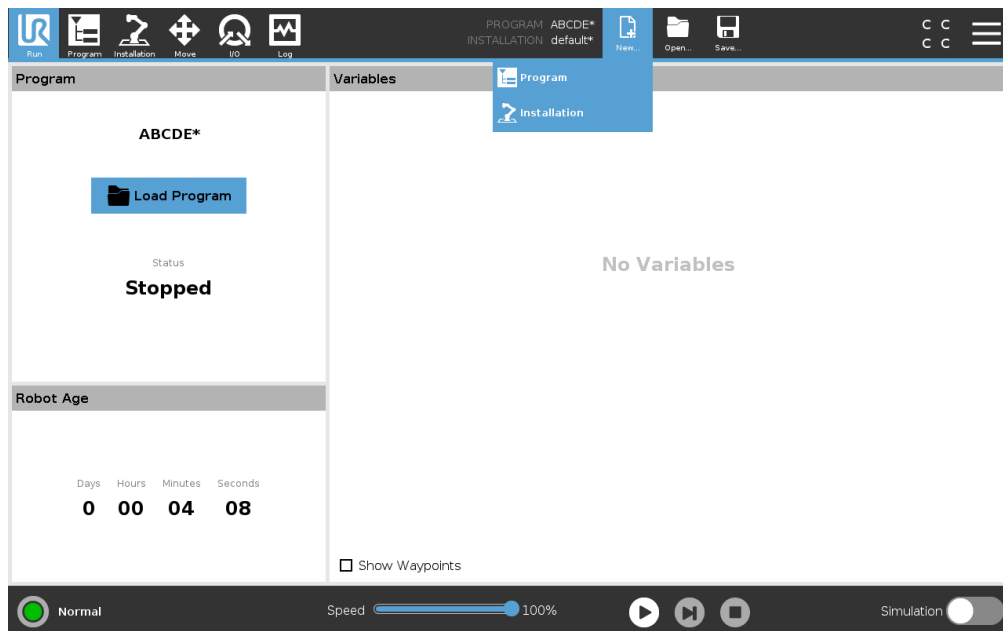 UR
Run Program Installation Move I/O Log
PROGRAM ABCDE*
INSTALLATION default*
New... Open... Save...
C C
C C
Program
Variables
Program
Installation
ABCDE*
Load Program
Status
Stopped
No Variables
Robot Age
Days Hours Minutes Seconds
0 00 04 08
Show Waypoints
Normal
Speed 100%
Simulation